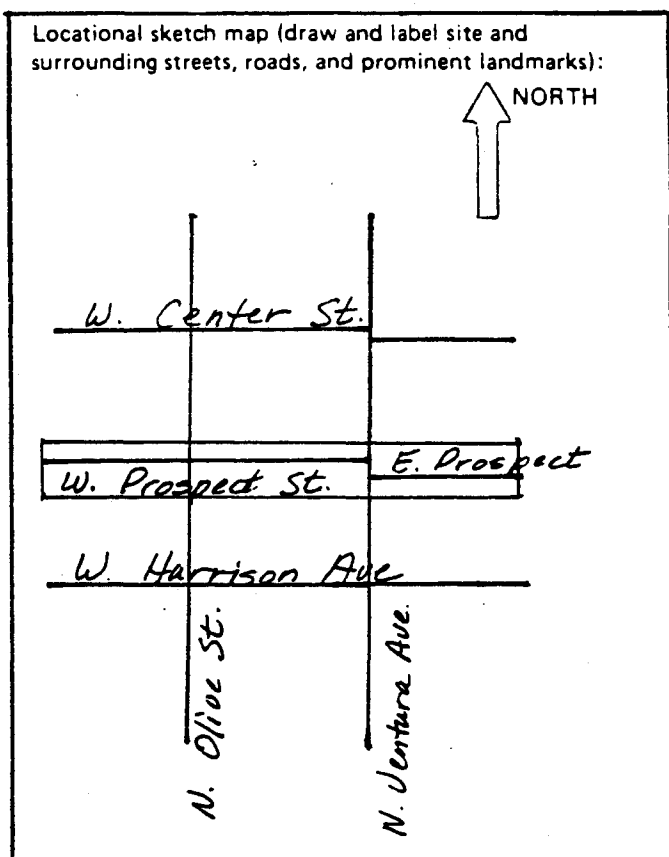 Locational sketch map (draw and label site and
surrounding streets, roads, and prominent landmarks):
NORTH
W. Center St.
E. Prospect
W. Prospect St.
W. Harrison Ave
N. Olive St.
N. Ventura Ave.